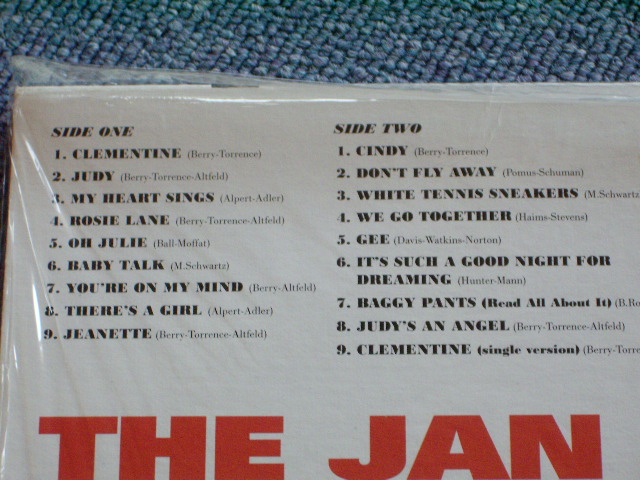 SIDE ONE
1. CLEMENTINE (Berry-Torrence)
2. JUDY (Berry-Torrence-Altfeld)
3. MY HEART SINGS (Alpert-Adler)
4. ROSIE LANE (Berry-Torrence-Altfeld)
5. OH JULIE (Ball-Moffat)
6. BABY TALK (M.Schwartz)
7. YOU'RE ON MY MIND (Berry-Altfeld)
8. THERE'S A GIRL (Alpert-Adler)
9. JEANETTE (Berry-Torrence-Altfeld)
SIDE TWO
1. CINDY (Berry-Torrence)
2. DON'T FLY AWAY (Pomus-Schuman)
3. WHITE TENNIS SNEAKERS (M.Schwartz
4. WE GO TOGETHER (Haims-Stevens)
5. GEE (Davis-Watkins-Norton)
6. IT'S SUCH A GOOD NIGHT FOR
DREAMING (Hunter-Mann)
7. BAGGY PANTS (Read All About It) (B.Ro
8. JUDY'S AN ANGEL (Berry-Torrence-Altfeld)
9. CLEMENTINE (single version) (Berry-Torre
THE JAN